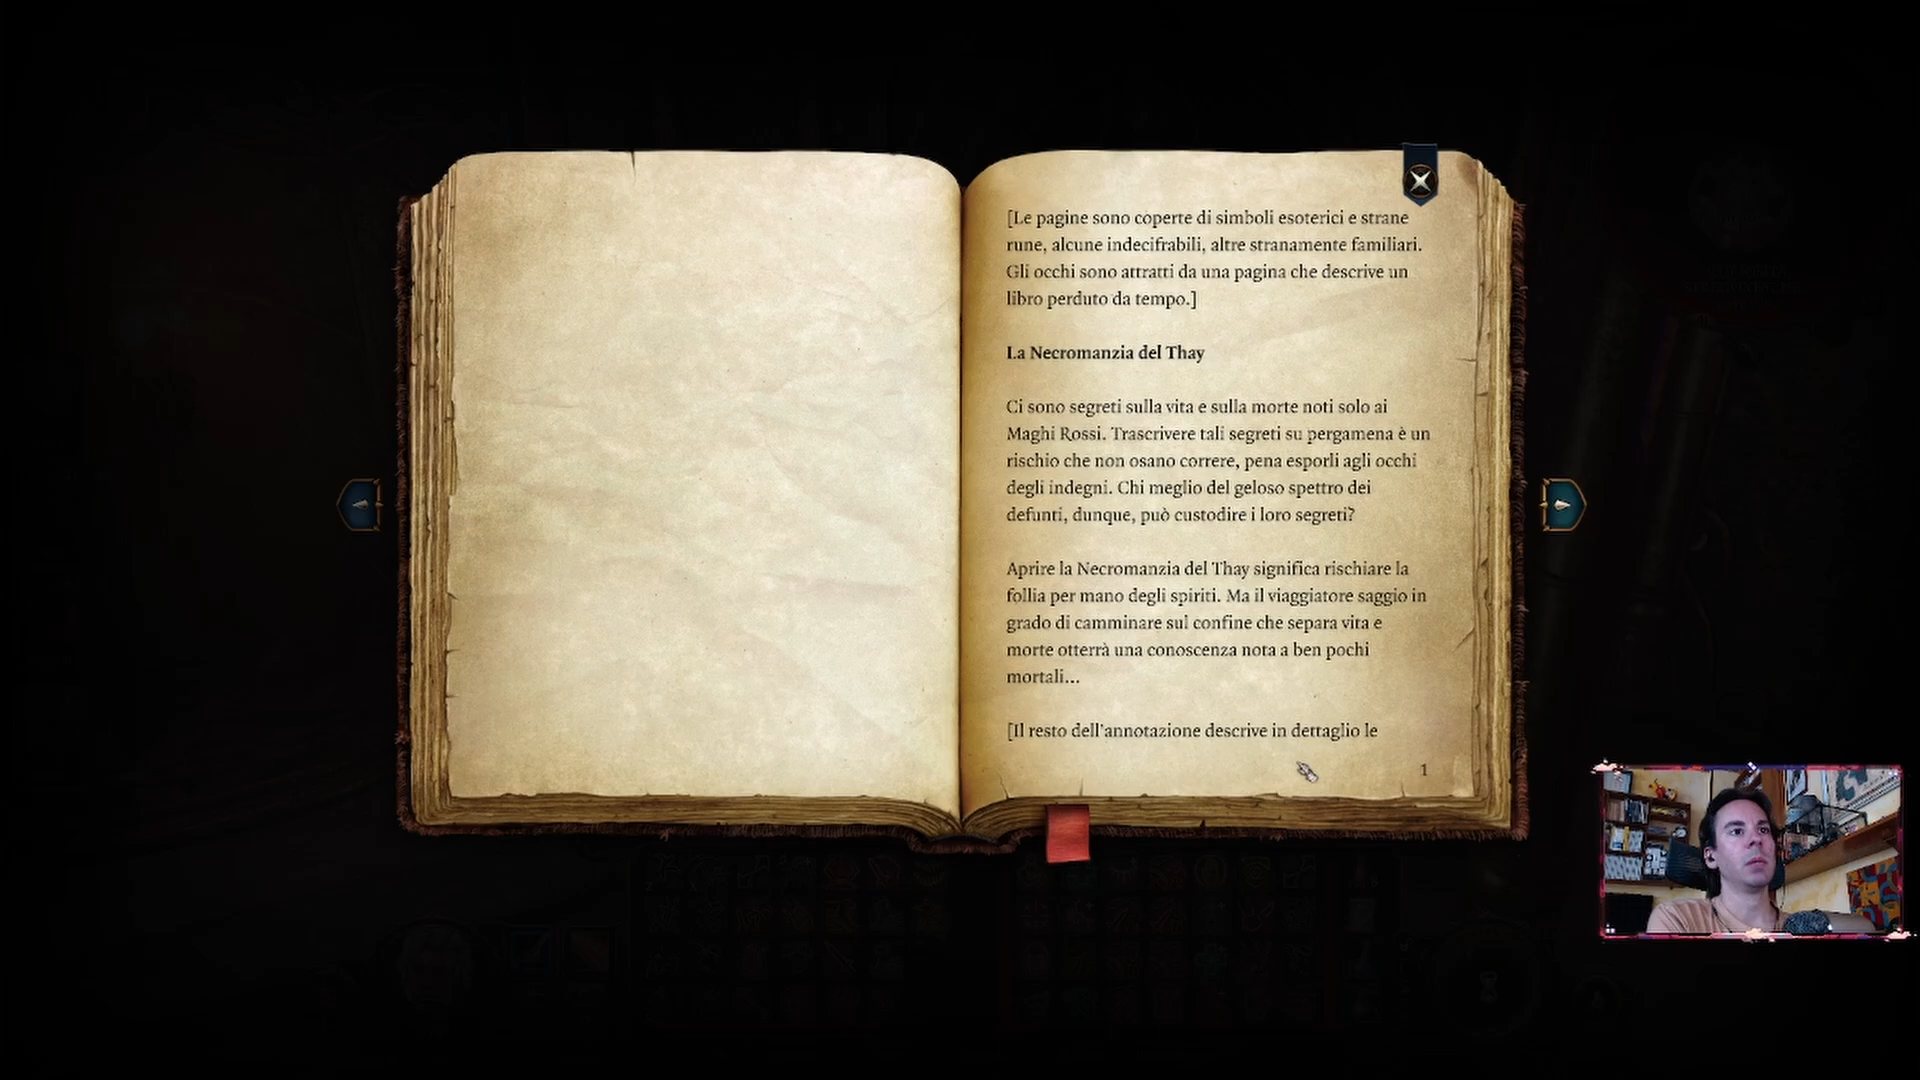 [Le pagine sono coperte di simboli esoterici e strane
rune, alcune indecifrabili, altre stranamente familiari.
Gli occhi sono attratti da una pagina che descrive un
libro perduto da tempo.]
La Necromanzia del Thay
Ci sono segreti sulla vita e sulla morte noti solo ai
Maghi Rossi. Trascrivere tali segreti su pergamena è un
rischio che non osano correre, pena esporli agli occhi
degli indegni. Chi meglio del geloso spettro dei
defunti, dunque, può custodire i loro segreti?
Aprire la Necromanzia del Thay significa rischiare la
follia per mano degli spiriti. Ma il viaggiatore saggio in
grado di camminare sul confine che separa vita e
morte otterrà una conoscenza nota a ben pochi
mortali...
[Il resto dell'annotazione descrive in dettaglio le
1